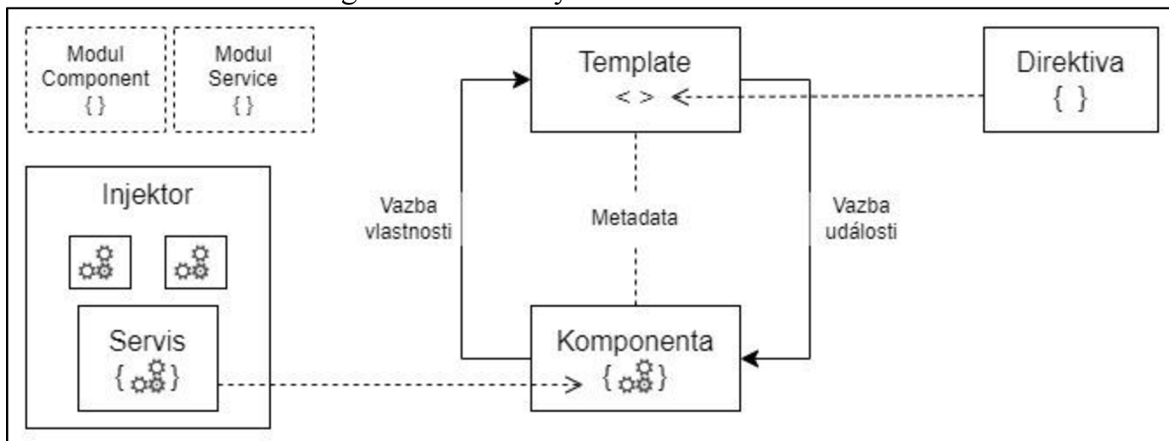 Modul
Component
{ }
Modul
Service
{ }
Template
< >
Direktiva
{ }
Injektor
Vazba
vlastnosti
Metadata
Vazba
události
Servis
{ }
Komponenta
{ }